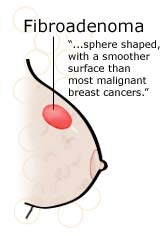 Fibroadenoma
“...sphere shaped,
with a smoother
surface than
most malignant
breast cancers.”